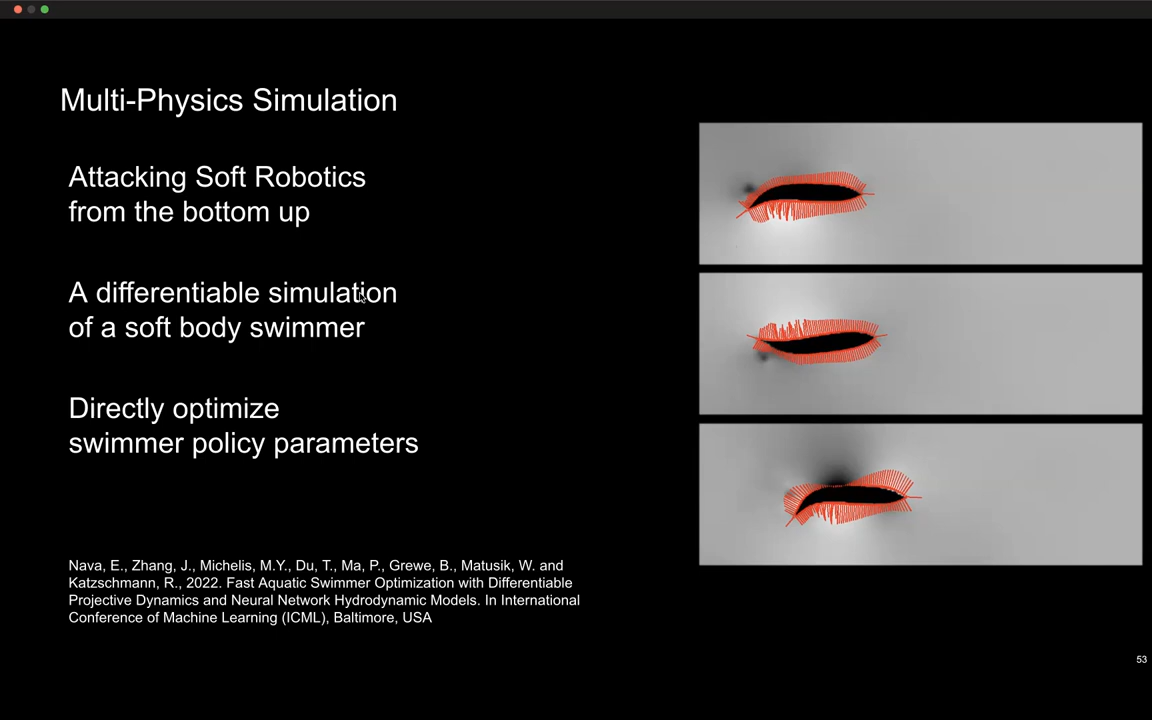 Multi-Physics Simulation
Attacking Soft Robotics
from the bottom up
A differentiable simulation
of a soft body swimmer
Directly optimize
swimmer policy parameters
Nava, E., Zhang, J., Michelis, M.Y., Du, T., Ma, P., Grewe, B., Matusik, W. and
Katzschmann, R., 2022. Fast Aquatic Swimmer Optimization with Differentiable
Projective Dynamics and Neural Network Hydrodynamic Models. In International
Conference of Machine Learning (ICML), Baltimore, USA
53